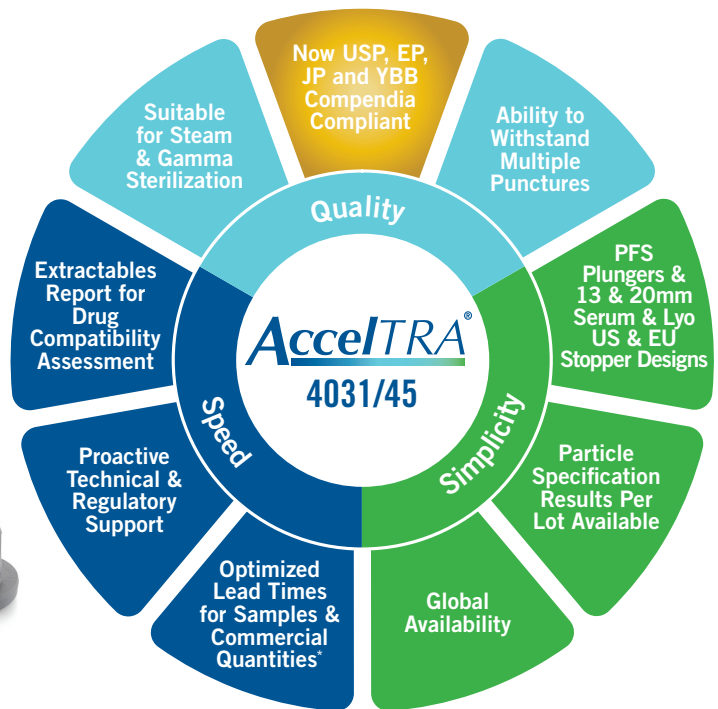 Now USP, EP,
JP and YBB
Compendia
Compliant
Ability to
Withstand
Multiple
Punctures
PFS
Plungers &
13 & 20mm
Serum & Lyo
US & EU
Stopper Designs
Particle
Specification
Results Per
Lot Available
Global
Availability
Optimized
Lead Times
for Samples &
Commercial
Quantities*
Proactive
Technical &
Regulatory
Support
Extractables
Report for
Drug
Compatibility
Assessment
Suitable
for Steam
& Gamma
Sterilization
Quality
Simplicity
Speed
AccelTRA®
4031/45